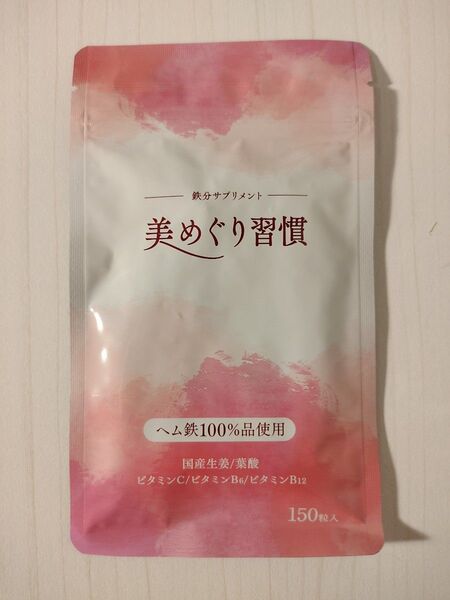 鉄分サプリメント
美めぐり習慣
ヘム鉄100%品使用
国産生姜/葉酸
ビタミンC/ビタミンB6/ビタミンB12
150粒入